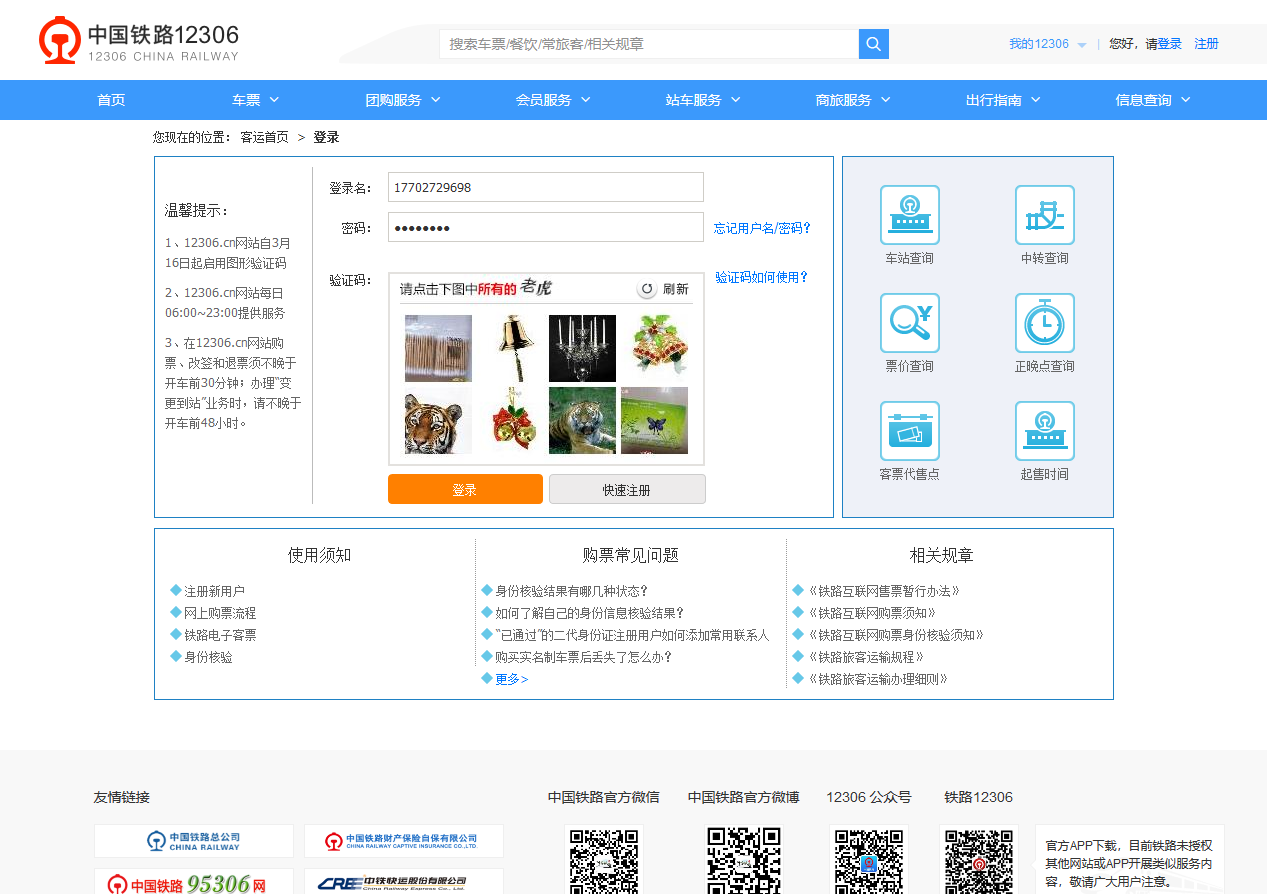 中国铁路12306
12306 CHINA RAILWAY
搜索车票/餐饮/常旅客/相关规章
我的12306 | 您好，请登录 注册
首页 车票 团购服务 会员服务 站车服务 商旅服务 出行指南 信息查询
您现在的位置： 客运首页 > 登录
温馨提示：
1、12306.cn网站自3月
16日起启用图形验证码
2、12306.cn网站每日
06:00~23:00提供服务
3、在12306.cn网站购
票、改签和退票须不晚于
开车前30分钟；办理“变
更到站”业务时，请不晚于
开车前48小时。
登录名： 17702729698
密码： ●●●●●●●● 忘记用户名/密码？
验证码： 验证码如何使用？
请点击下图中所有的 老虎 刷新
登录 快速注册
车站查询 中转查询
票价查询 正晚点查询
客票代售点 起售时间
使用须知
注册新用户
网上购票流程
铁路电子客票
身份核验
购票常见问题
身份核验结果有哪几种状态？
如何了解自己的身份信息核验结果？
“已通过”的二代身份证注册用户如何添加常用联系人
购买实名制车票后丢失了怎么办？
更多>
相关规章
《铁路互联网售票暂行办法》
《铁路互联网购票须知》
《铁路互联网购票身份核验须知》
《铁路旅客运输规程》
《铁路旅客运输办理细则》
友情链接
中国铁路总公司
CHINA RAILWAY
中国铁路财产保险自保有限公司
CHINA RAILWAY CAPTIVE INSURANCE CO.,LTD.
中国铁路95306网
CRE 中铁快运股份有限公司
China Railway Express Co., Ltd.
中国铁路官方微信 中国铁路官方微博 12306 公众号 铁路12306
官方APP下载，目前铁路未授权
其他网站或APP开展类似服务内
容，敬请广大用户注意。